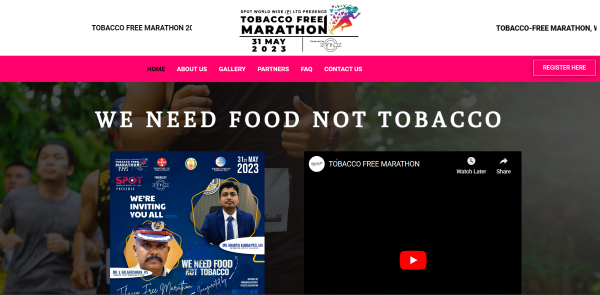 TOBACCO FREE MARATHON 20
SPOT WORLD WIDE (P) LTD PRESENCE
TOBACCO FREE
MARATHON
31 MAY
2023
TOBACCO-FREE MARATHON, W
HOME
ABOUT US
GALLERY
PARTNERS
FAQ
CONTACT US
REGISTER HERE
WE NEED FOOD NOT TOBACCO
TOBACCO FREE
MARATHON
31ST MAY
2023
SPOT
PRESENTS
WE'RE
INVITING
YOU ALL
WE NEED FOOD
NOT TOBACCO
Tobacco Free Marathon
TOBACCO FREE MARATHON
Watch Later
Share